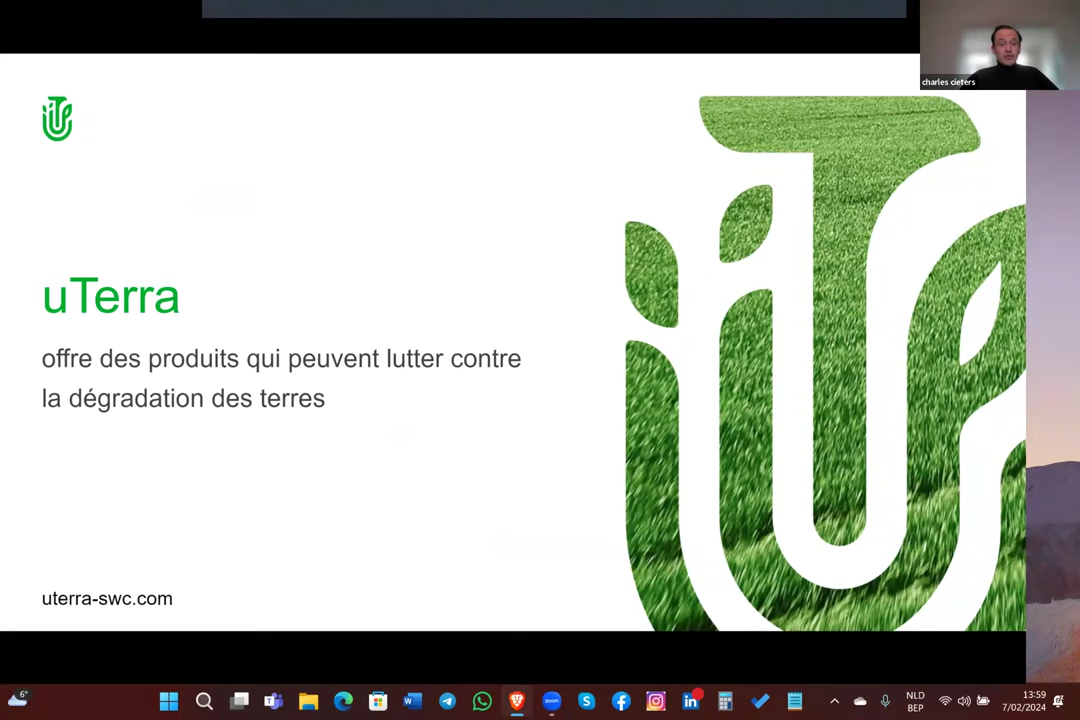 charles cieters
uTerra
offre des produits qui peuvent lutter contre
la dégradation des terres
uterra-swc.com
6°
NLD
BEP
13:59
7/02/2024